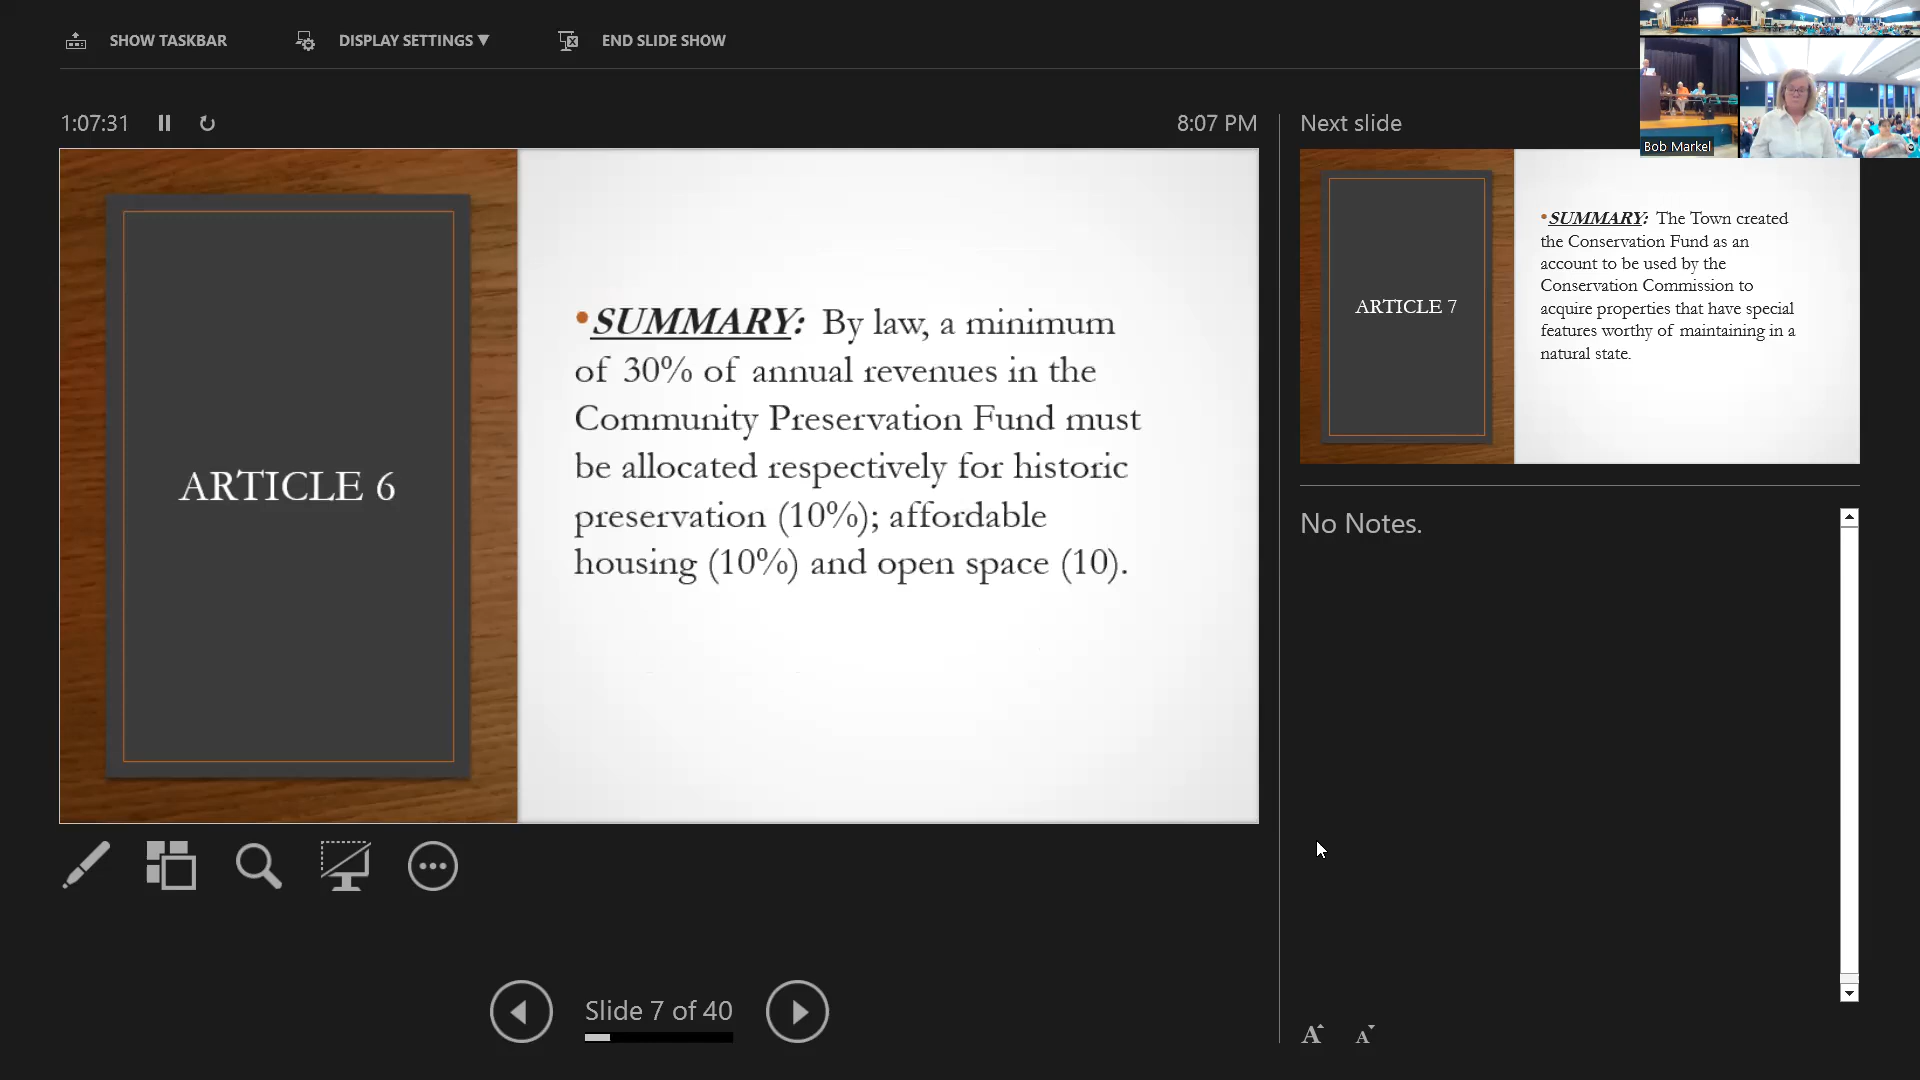 SHOW TASKBAR
DISPLAY SETTINGS ▼
END SLIDE SHOW
1:07:31
8:07 PM
ARTICLE 6
•SUMMARY: By law, a minimum
of 30% of annual revenues in the
Community Preservation Fund must
be allocated respectively for historic
preservation (10%); affordable
housing (10%) and open space (10).
Slide 7 of 40
Next slide
Bob Markel
ARTICLE 7
•SUMMARY: The Town created
the Conservation Fund as an
account to be used by the
Conservation Commission to
acquire properties that have special
features worthy of maintaining in a
natural state.
No Notes.
A A